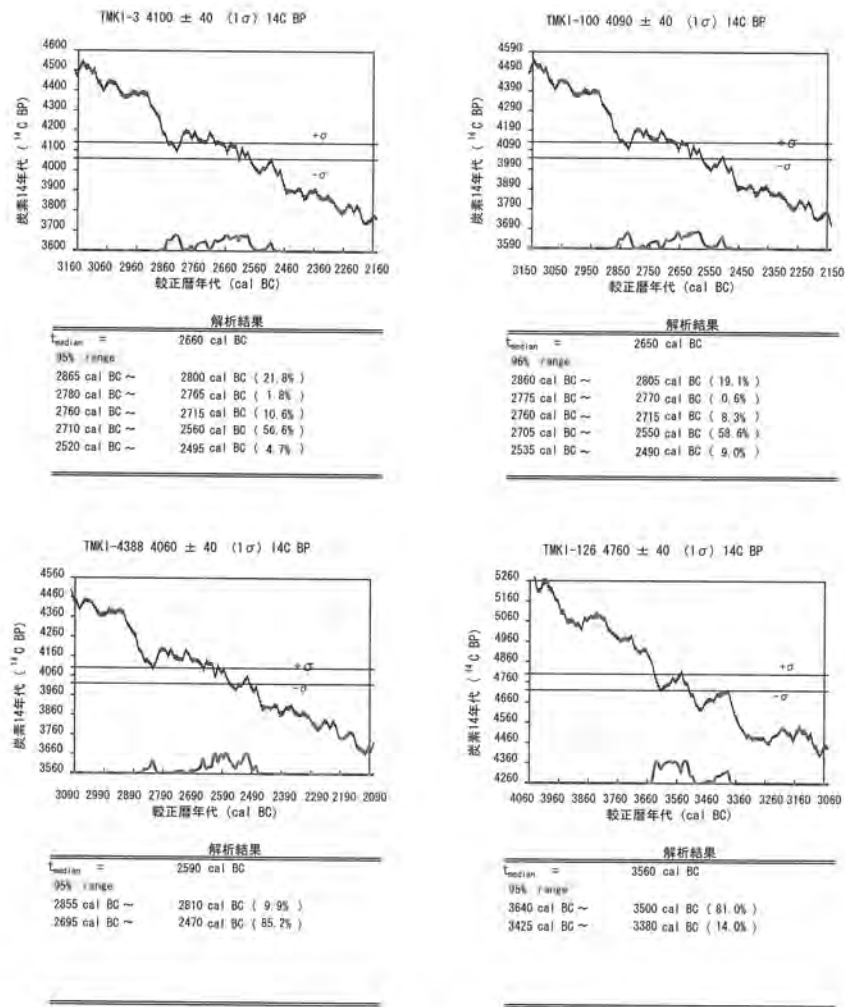 TMKI-3 4100 ± 40 (1σ) 14C BP
炭素14年代 (¹⁴C BP)
4600
4500
4400
4300
4200
4100
4000
3900
3800
3700
3600
+σ
-σ
3160 3060 2960 2860 2760 2660 2560 2460 2360 2260 2160
較正暦年代 (cal BC)
解析結果
tmedian = 2660 cal BC
95% range
2865 cal BC ~ 2800 cal BC ( 21.8% )
2780 cal BC ~ 2765 cal BC ( 1.8% )
2760 cal BC ~ 2715 cal BC ( 10.6% )
2710 cal BC ~ 2560 cal BC ( 56.6% )
2520 cal BC ~ 2495 cal BC ( 4.7% )
TMKI-100 4090 ± 40 (1σ) 14C BP
炭素14年代 (¹⁴C BP)
4590
4490
4390
4290
4190
4090
3990
3890
3790
3690
3590
+σ
-σ
3150 3050 2950 2850 2750 2650 2550 2450 2350 2250 2150
較正暦年代 (cal BC)
解析結果
tmedian = 2650 cal BC
96% range
2860 cal BC ~ 2805 cal BC ( 19.1% )
2775 cal BC ~ 2770 cal BC ( 0.6% )
2760 cal BC ~ 2715 cal BC ( 8.3% )
2705 cal BC ~ 2550 cal BC ( 58.6% )
2535 cal BC ~ 2490 cal BC ( 9.0% )
TMKI-4388 4060 ± 40 (1σ) 14C BP
炭素14年代 (¹⁴C BP)
4560
4460
4360
4260
4160
4060
3960
3860
3760
3660
3560
+σ
-σ
3090 2990 2890 2790 2690 2590 2490 2390 2290 2190 2090
較正暦年代 (cal BC)
解析結果
tmedian = 2590 cal BC
95% range
2855 cal BC ~ 2810 cal BC ( 9.9% )
2695 cal BC ~ 2470 cal BC ( 85.2% )
TMKI-126 4760 ± 40 (1σ) 14C BP
炭素14年代 (¹⁴C BP)
5260
5160
5060
4960
4860
4760
4660
4560
4460
4360
4260
+σ
-σ
4060 3960 3860 3760 3660 3560 3460 3360 3260 3160 3060
較正暦年代 (cal BC)
解析結果
tmedian = 3560 cal BC
95% range
3640 cal BC ~ 3500 cal BC ( 81.0% )
3425 cal BC ~ 3380 cal BC ( 14.0% )